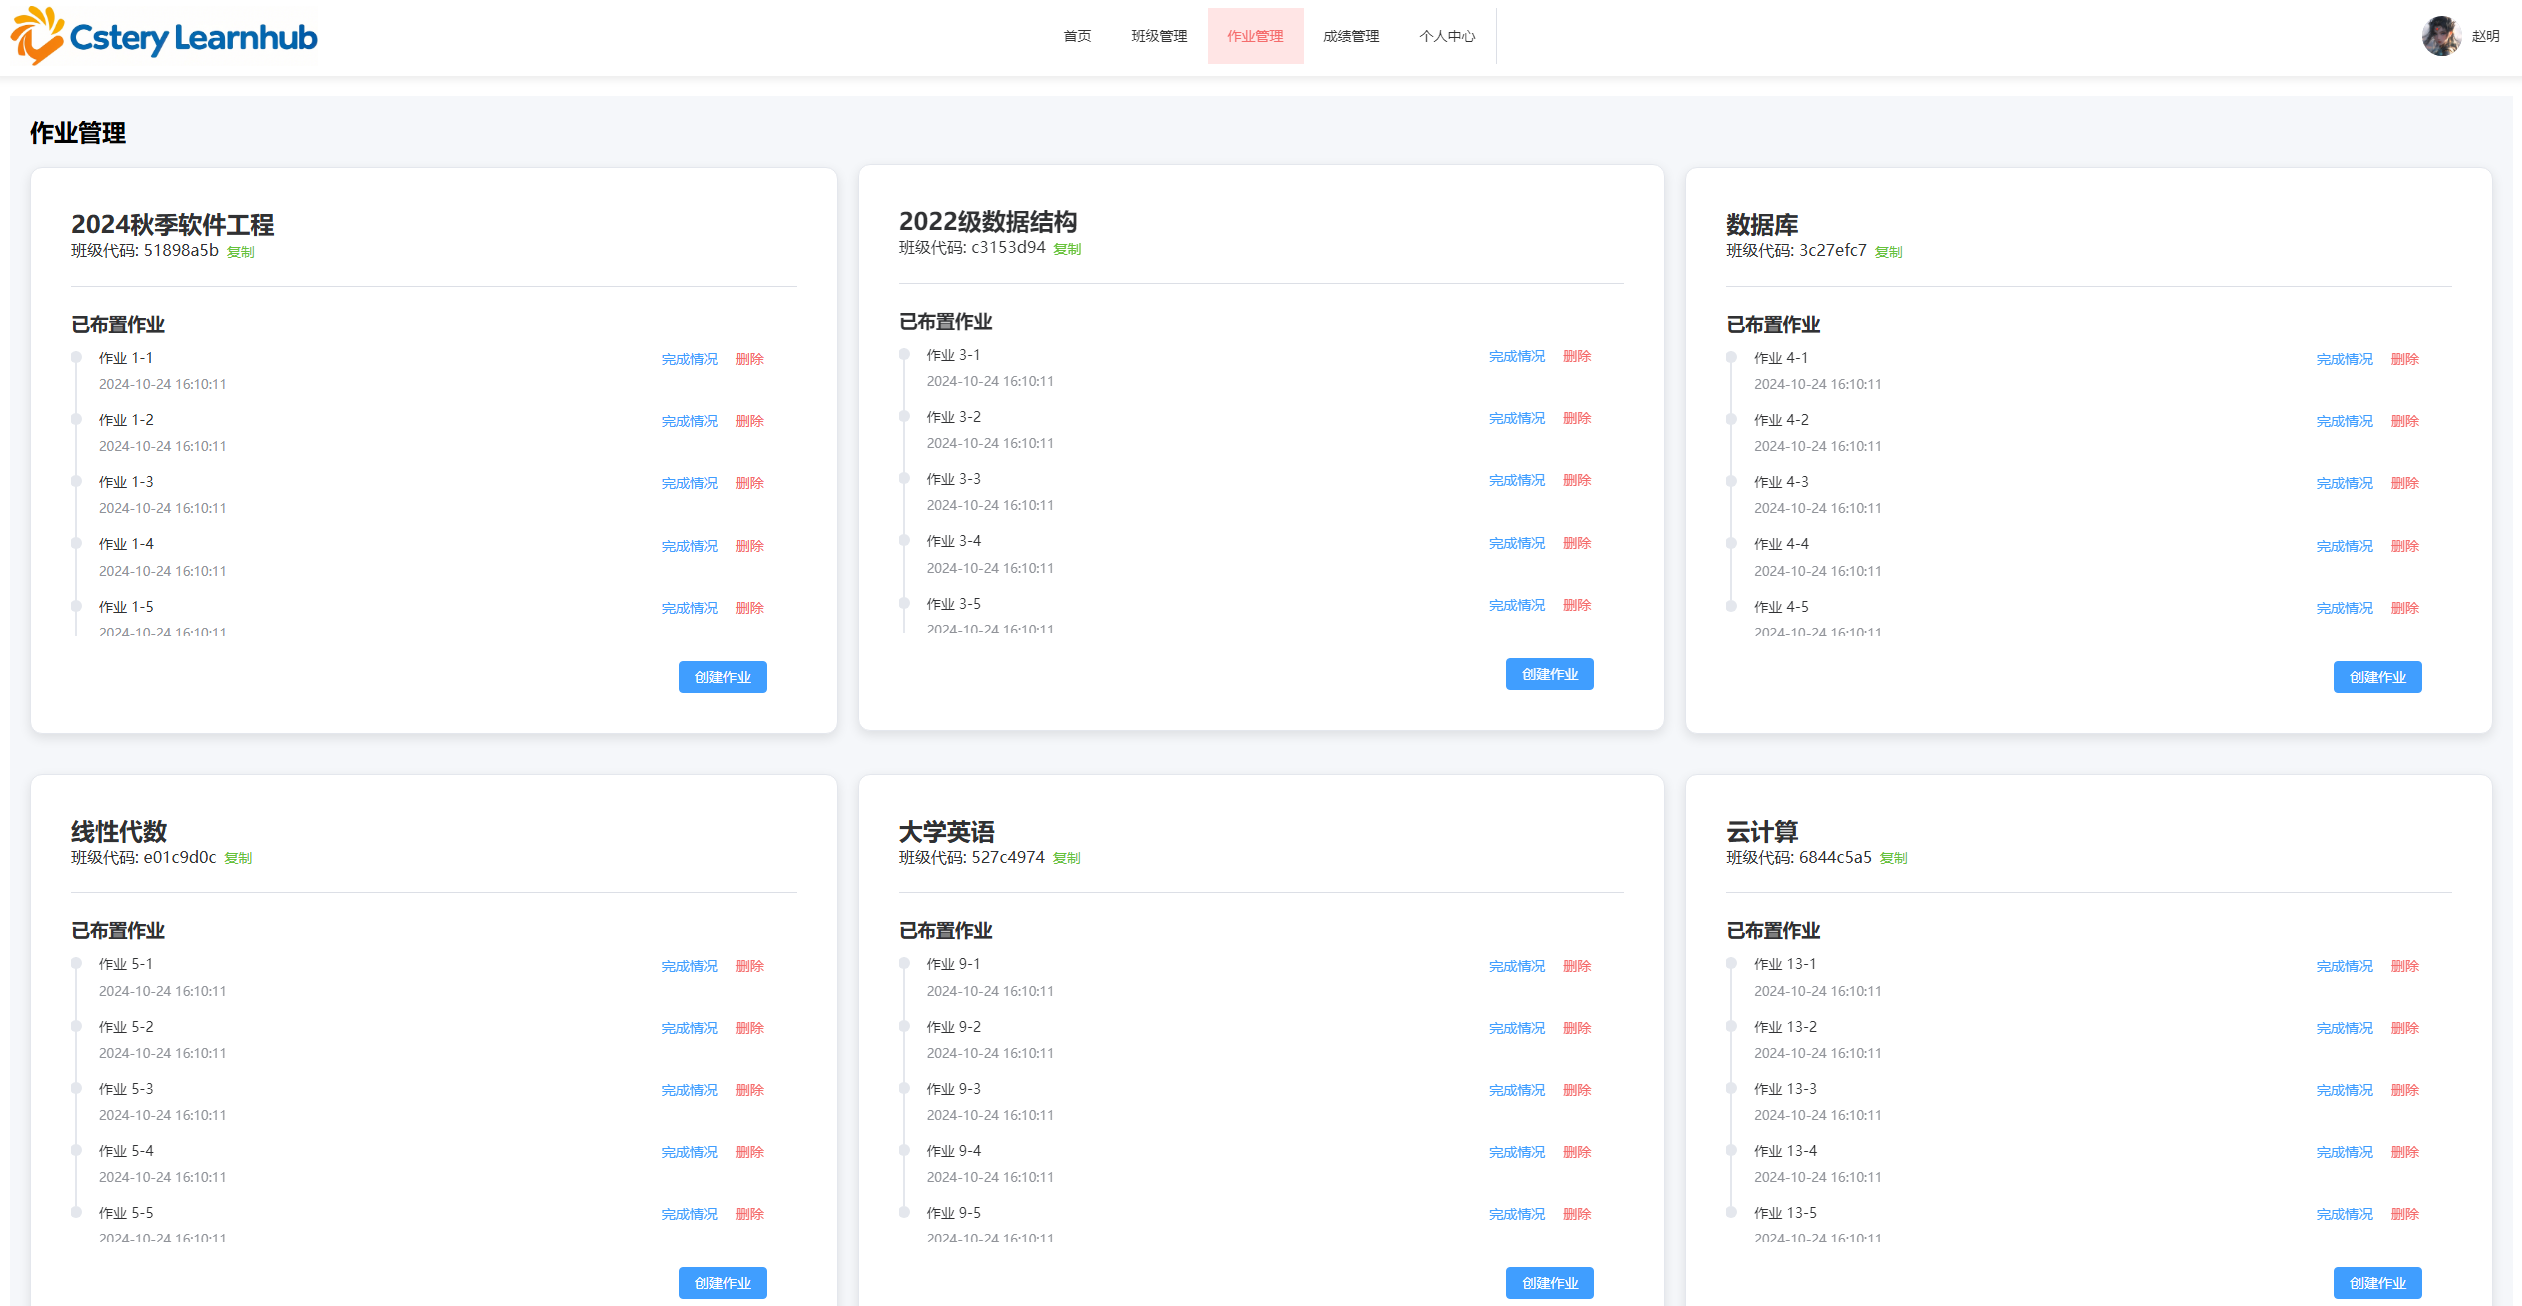 Cstery Learnhub
首页 班级管理 作业管理 成绩管理 个人中心
赵明
作业管理
2024秋季软件工程
班级代码: 51898a5b 复制
已布置作业
作业 1-1 完成情况 删除
2024-10-24 16:10:11
作业 1-2 完成情况 删除
2024-10-24 16:10:11
作业 1-3 完成情况 删除
2024-10-24 16:10:11
作业 1-4 完成情况 删除
2024-10-24 16:10:11
作业 1-5 完成情况 删除
2024-10-24 16:10:11
创建作业
2022级数据结构
班级代码: c3153d94 复制
已布置作业
作业 3-1 完成情况 删除
2024-10-24 16:10:11
作业 3-2 完成情况 删除
2024-10-24 16:10:11
作业 3-3 完成情况 删除
2024-10-24 16:10:11
作业 3-4 完成情况 删除
2024-10-24 16:10:11
作业 3-5 完成情况 删除
2024-10-24 16:10:11
创建作业
数据库
班级代码: 3c27efc7 复制
已布置作业
作业 4-1 完成情况 删除
2024-10-24 16:10:11
作业 4-2 完成情况 删除
2024-10-24 16:10:11
作业 4-3 完成情况 删除
2024-10-24 16:10:11
作业 4-4 完成情况 删除
2024-10-24 16:10:11
作业 4-5 完成情况 删除
2024-10-24 16:10:11
创建作业
线性代数
班级代码: e01c9d0c 复制
已布置作业
作业 5-1 完成情况 删除
2024-10-24 16:10:11
作业 5-2 完成情况 删除
2024-10-24 16:10:11
作业 5-3 完成情况 删除
2024-10-24 16:10:11
作业 5-4 完成情况 删除
2024-10-24 16:10:11
作业 5-5 完成情况 删除
2024-10-24 16:10:11
创建作业
大学英语
班级代码: 527c4974 复制
已布置作业
作业 9-1 完成情况 删除
2024-10-24 16:10:11
作业 9-2 完成情况 删除
2024-10-24 16:10:11
作业 9-3 完成情况 删除
2024-10-24 16:10:11
作业 9-4 完成情况 删除
2024-10-24 16:10:11
作业 9-5 完成情况 删除
2024-10-24 16:10:11
创建作业
云计算
班级代码: 6844c5a5 复制
已布置作业
作业 13-1 完成情况 删除
2024-10-24 16:10:11
作业 13-2 完成情况 删除
2024-10-24 16:10:11
作业 13-3 完成情况 删除
2024-10-24 16:10:11
作业 13-4 完成情况 删除
2024-10-24 16:10:11
作业 13-5 完成情况 删除
2024-10-24 16:10:11
创建作业